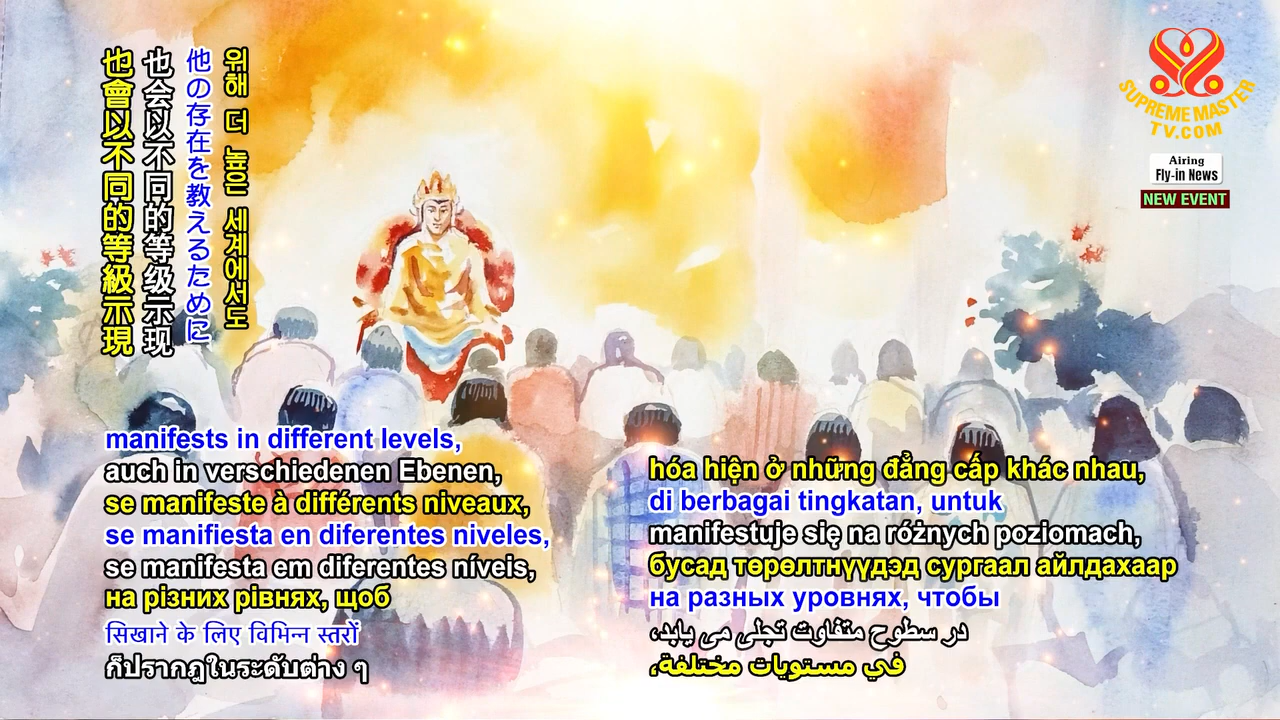 也會以不同的等級示現
也会以不同的等级示现
他の存在を教えるために
위해 더 높은 세계에서도
SUPREME MASTER
TV.COM
Airing
Fly-in News
NEW EVENT
manifests in different levels,
auch in verschiedenen Ebenen,
se manifeste à différents niveaux,
se manifiesta en diferentes niveles,
se manifesta em diferentes níveis,
на різних рівнях, щоб
सिखाने के लिए विभिन्न स्तरों
ก็ปรากฏในระดับต่าง ๆ
hóa hiện ở những đẳng cấp khác nhau,
di berbagai tingkatan, untuk
manifestuje się na różnych poziomach,
бусад төрөлтнүүдэд сургаал айлдахаар
на разных уровнях, чтобы
در سطوح متفاوت تجلی می یابد،
في مستويات مختلفة،